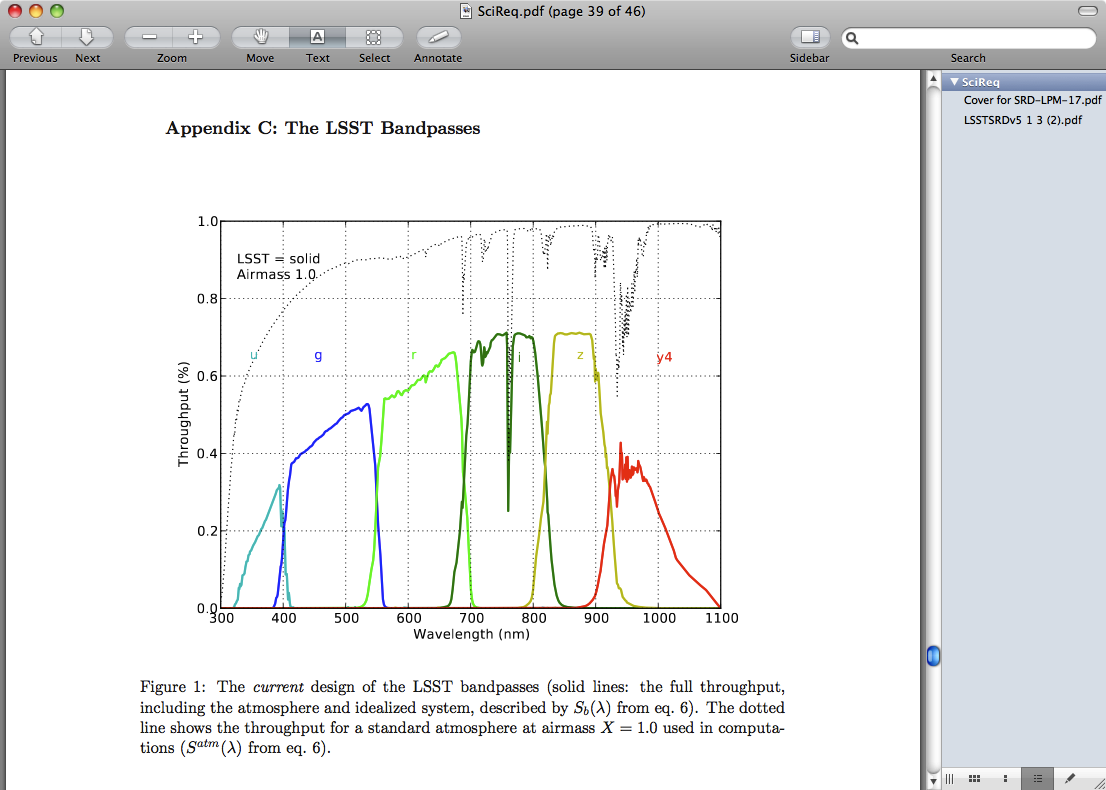 SciReq.pdf (page 39 of 46)
Previous Next Zoom Move Text Select Annotate Sidebar Search
SciReq
Cover for SRD-LPM-17.pdf
LSSTSRDv5 1 3 (2).pdf
Appendix C: The LSST Bandpasses
1.0
LSST = solid
Airmass 1.0
0.8
u g r i z y4
0.6
Throughput (%)
0.4
0.2
0.0
300 400 500 600 700 800 900 1000 1100
Wavelength (nm)
Figure 1: The current design of the LSST bandpasses (solid lines: the full throughput,
including the atmosphere and idealized system, described by S_b(λ) from eq. 6). The dotted
line shows the throughput for a standard atmosphere at airmass X = 1.0 used in computa-
tions (S^{atm}(λ) from eq. 6).